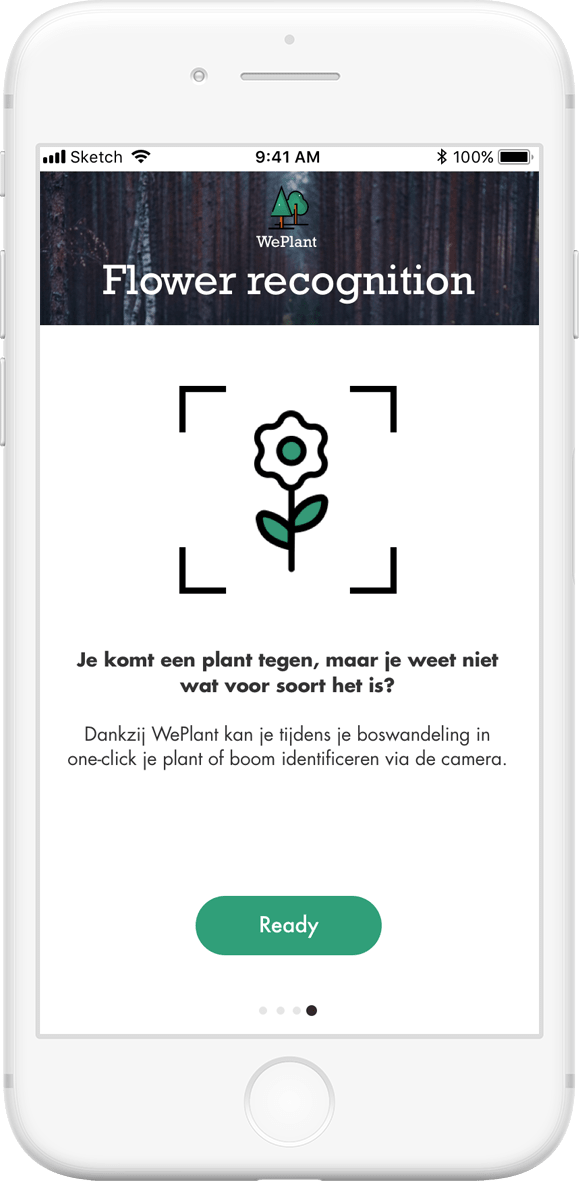 Sketch 9:41 AM 100%
WePlant
Flower recognition
Je komt een plant tegen, maar je weet niet
wat voor soort het is?
Dankzij WePlant kan je tijdens je boswandeling in
one-click je plant of boom identificeren via de camera.
Ready